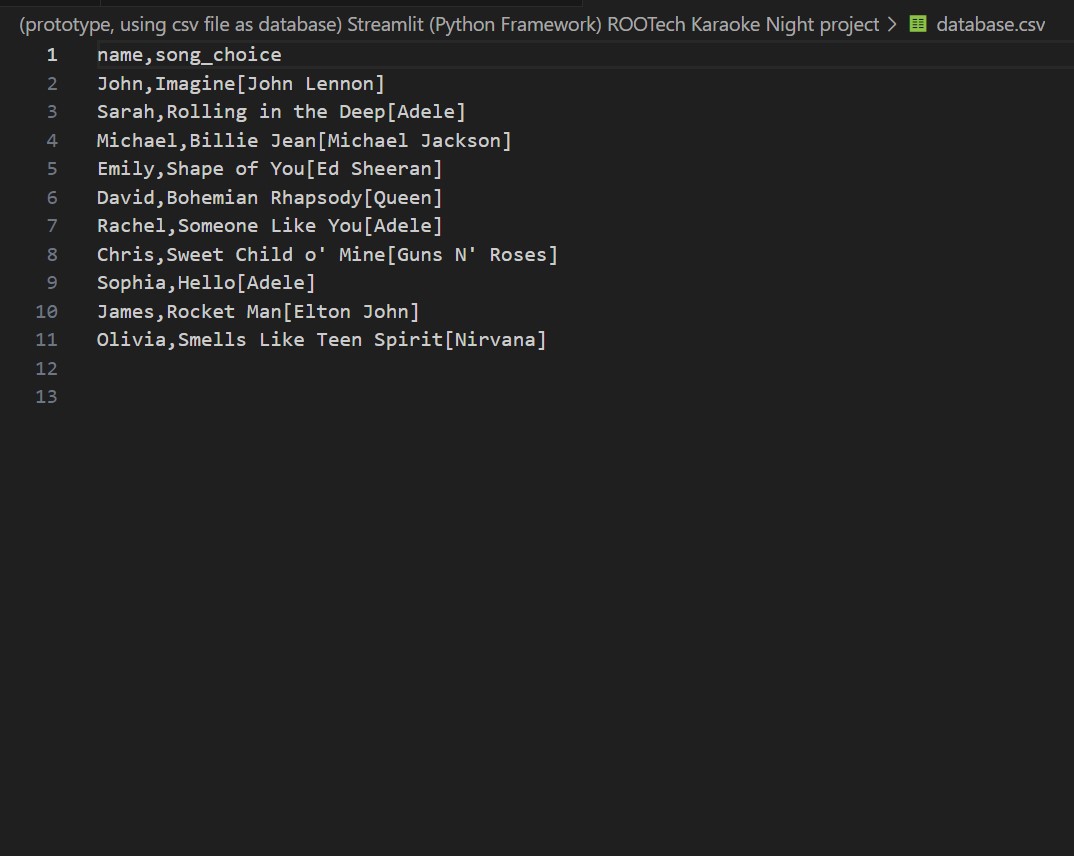 (prototype, using csv file as database) Streamlit (Python Framework) ROOTech Karaoke Night project > database.csv
1 name,song_choice
2 John,Imagine[John Lennon]
3 Sarah,Rolling in the Deep[Adele]
4 Michael,Billie Jean[Michael Jackson]
5 Emily,Shape of You[Ed Sheeran]
6 David,Bohemian Rhapsody[Queen]
7 Rachel,Someone Like You[Adele]
8 Chris,Sweet Child o' Mine[Guns N' Roses]
9 Sophia,Hello[Adele]
10 James,Rocket Man[Elton John]
11 Olivia,Smells Like Teen Spirit[Nirvana]
12
13